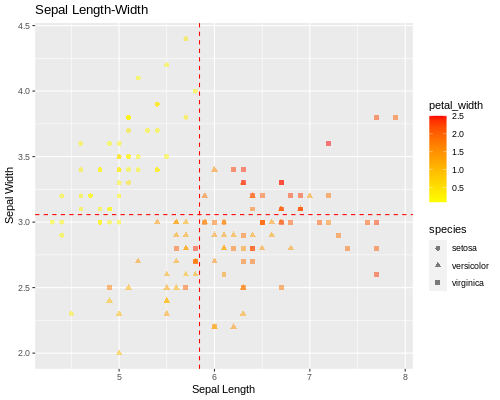 Sepal Length-Width
4.5
4.0
3.5
3.0
2.5
2.0
Sepal Width
5
6
7
8
Sepal Length
petal_width
2.5
2.0
1.5
1.0
0.5
species
setosa
versicolor
virginica